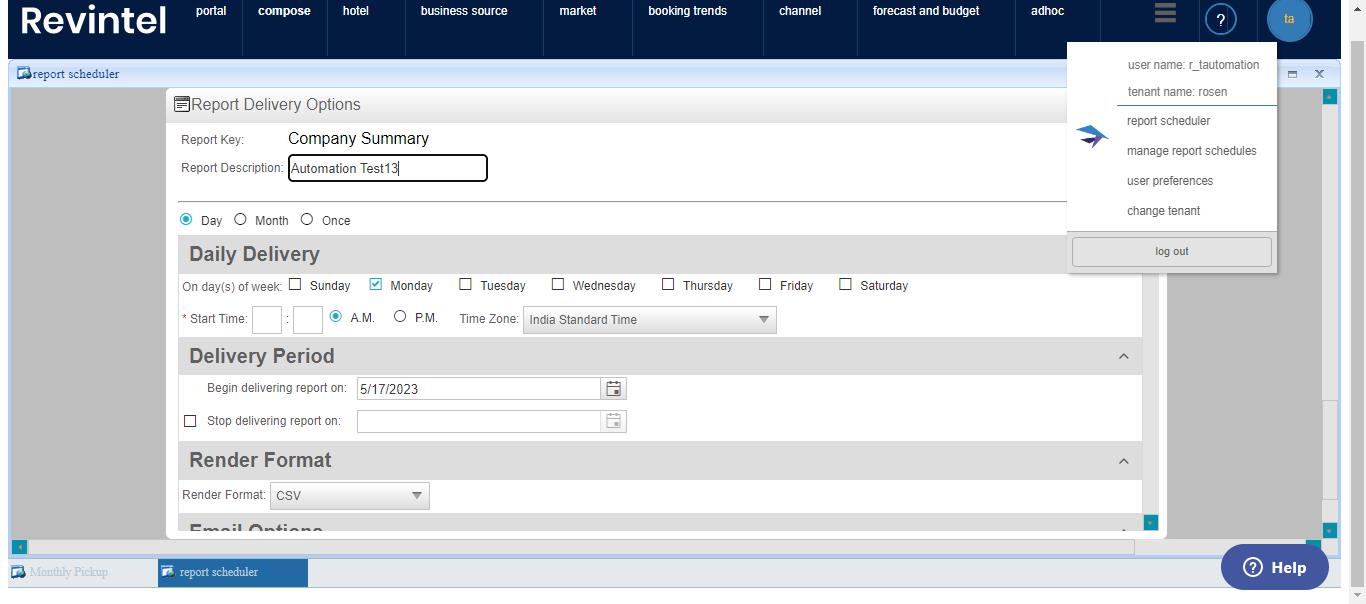 Revintel
portal compose hotel business source market booking trends channel forecast and budget adhoc ? ta
report scheduler
user name: r_tautomation
tenant name: rosen
report scheduler
manage report schedules
user preferences
change tenant
log out
Report Delivery Options
Report Key: Company Summary
Report Description: Automation Test13
Day Month Once
Daily Delivery
On day(s) of week: Sunday Monday Tuesday Wednesday Thursday Friday Saturday
* Start Time: : A.M. P.M. Time Zone: India Standard Time
Delivery Period
Begin delivering report on: 5/17/2023
Stop delivering report on:
Render Format
Render Format: CSV
Email Options
Monthly Pickup report scheduler
? Help